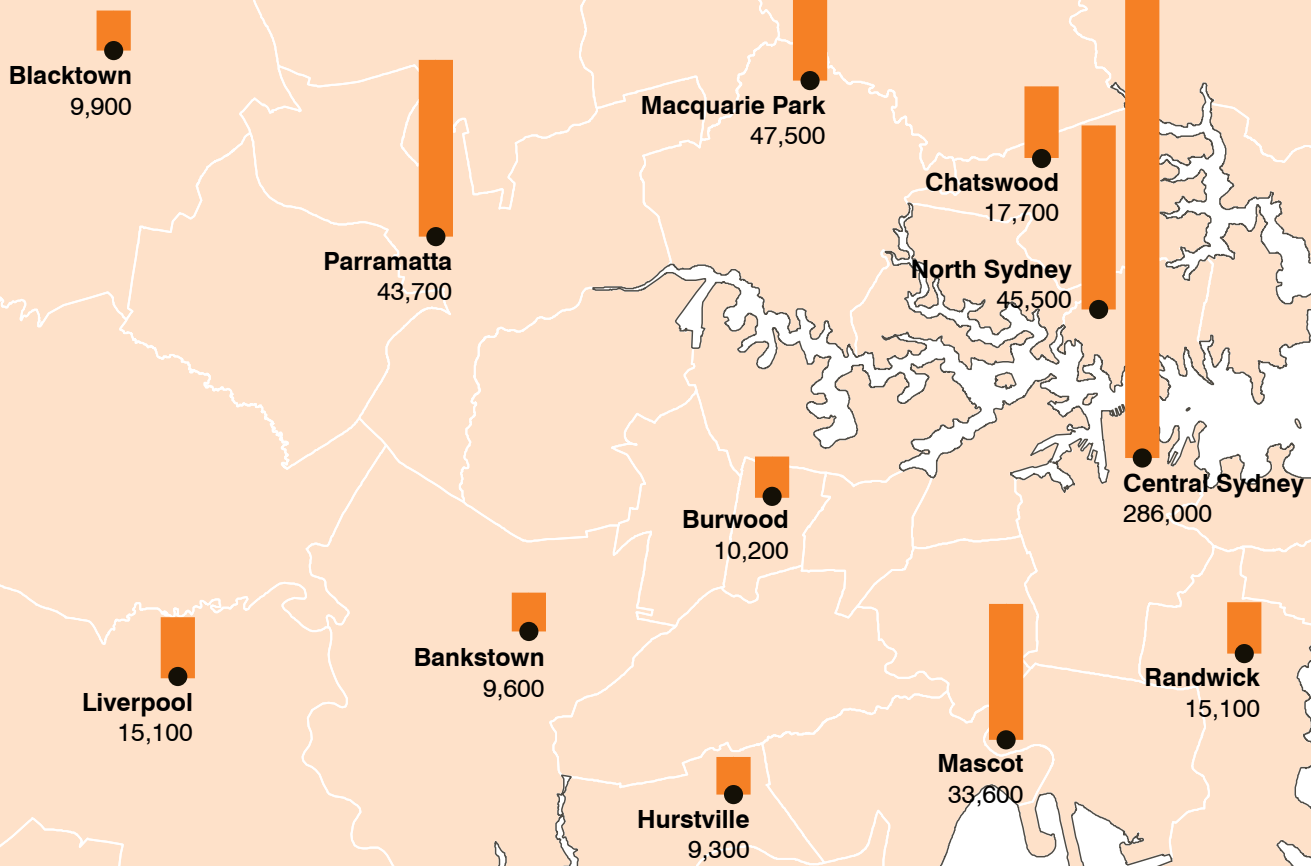 Blacktown
9,900
Macquarie Park
47,500
Chatswood
17,700
Parramatta
43,700
North Sydney
45,500
Central Sydney
286,000
Burwood
10,200
Bankstown
9,600
Liverpool
15,100
Randwick
15,100
Mascot
33,600
Hurstville
9,300